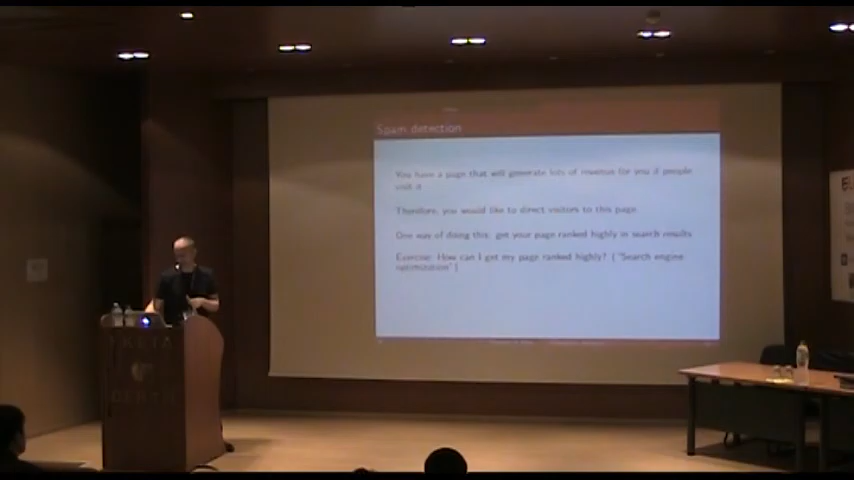 Spam detection
You have a page that will generate lots of revenue for you if people
visit it
Therefore, you would like to direct visitors to this page
One way of doing this: get your page ranked highly in search results
Exercise: How can I get my page ranked highly? ( "Search engine
optimization" )